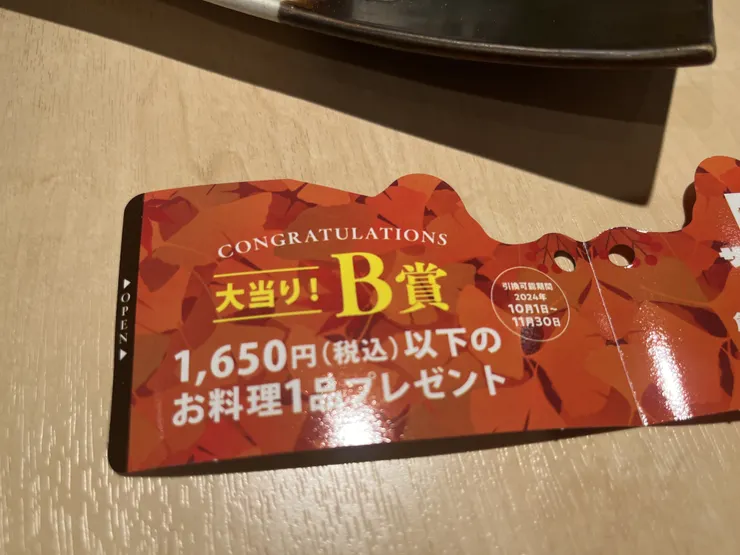 OPEN
CONGRATULATIONS
大当り！
B賞
引換可能期間
2024年
10月1日～
11月30日
1,650円(税込)以下の
お料理1品プレゼント